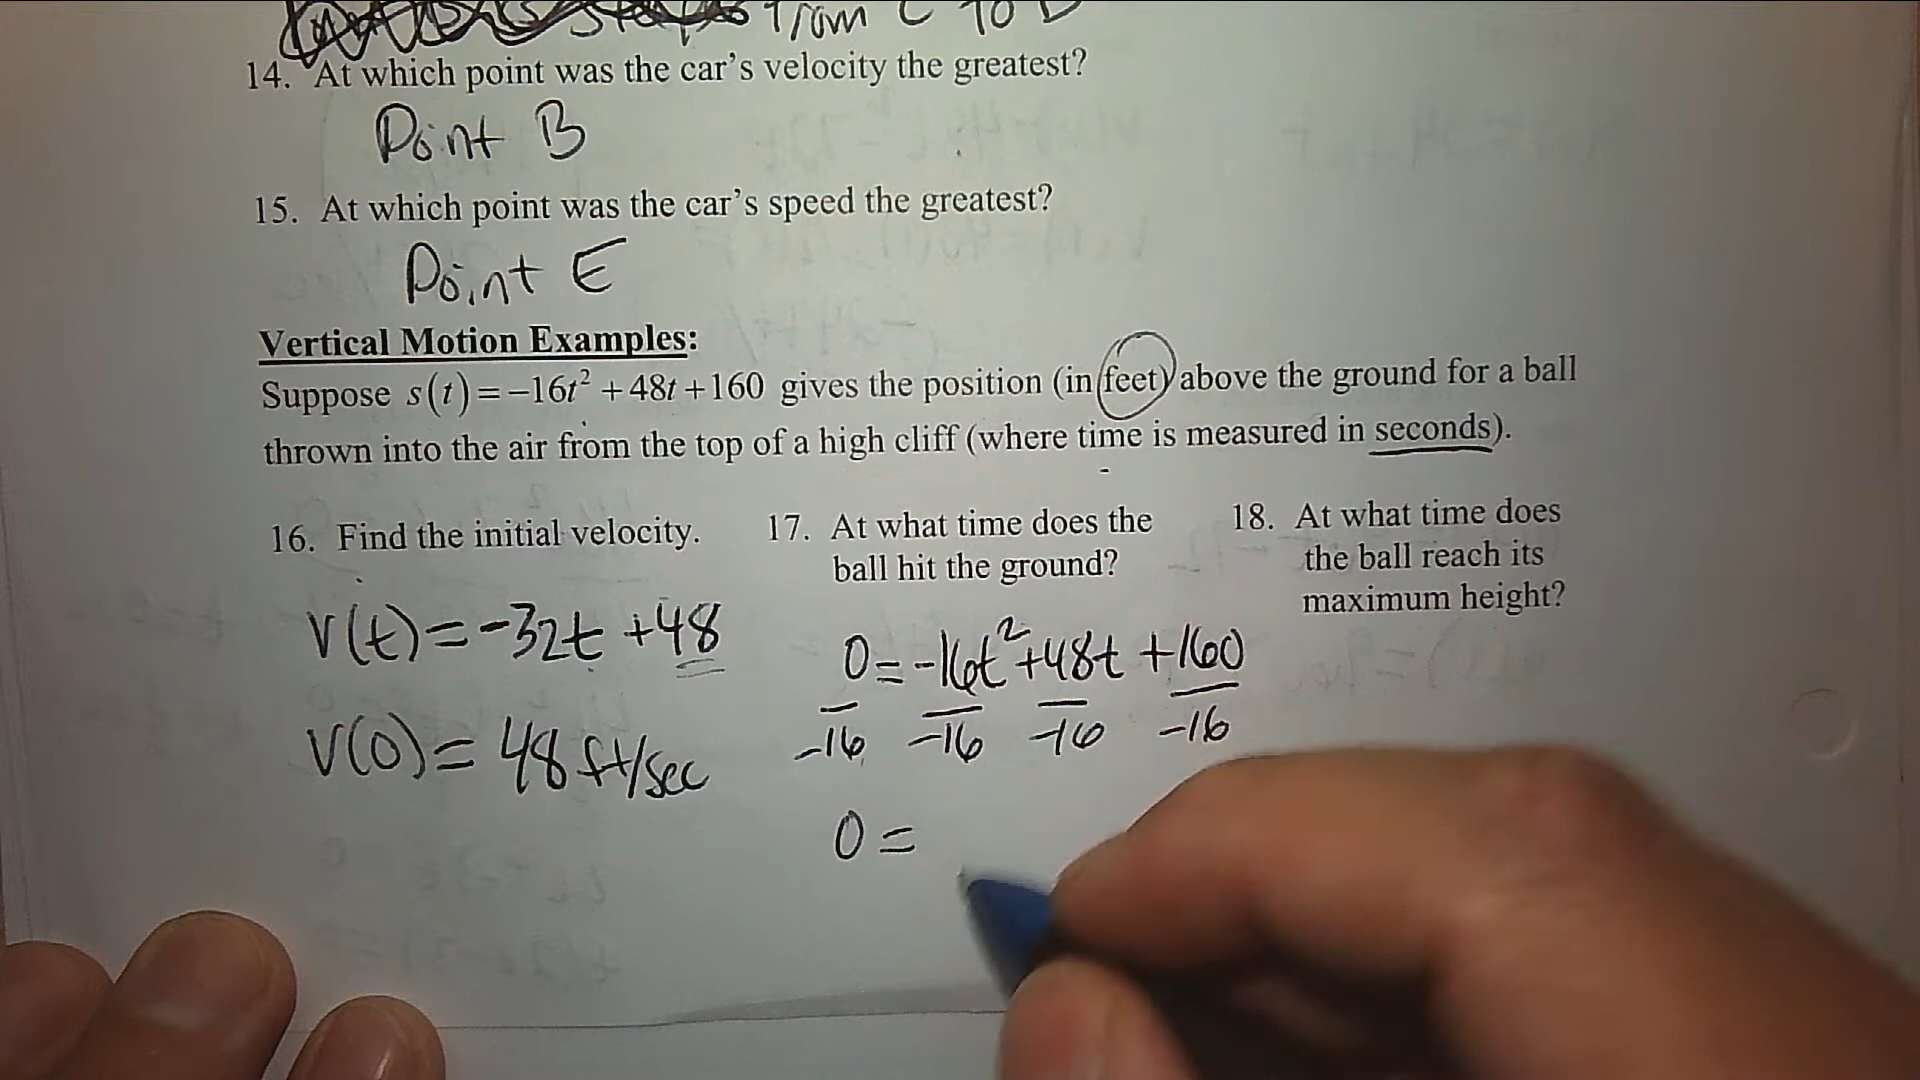 from C to D
14. At which point was the car's velocity the greatest?
Point B
15. At which point was the car's speed the greatest?
Point E
Vertical Motion Examples:
Suppose s(t)=−16t²+48t+160 gives the position (in feet) above the ground for a ball
thrown into the air from the top of a high cliff (where time is measured in seconds).
16. Find the initial velocity.
V(t)=-32t+48
V(0)=48ft/sec
17. At what time does the
ball hit the ground?
0=-16t²+48t+160
-16 -16 -16 -16
0=
18. At what time does
the ball reach its
maximum height?